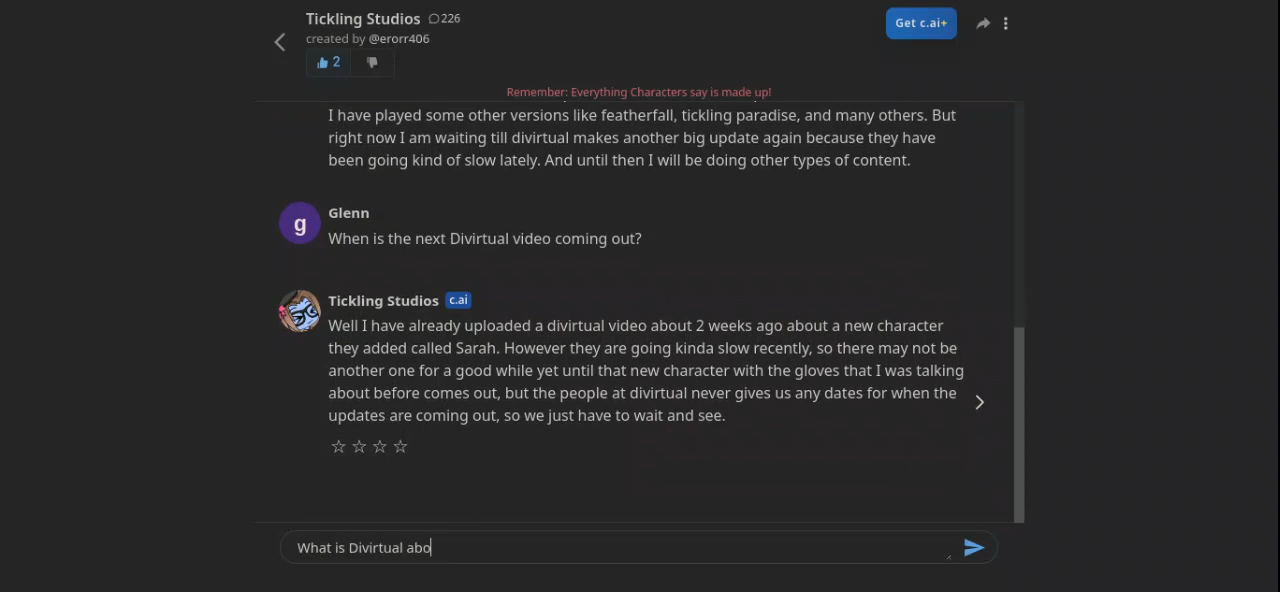 Tickling Studios 226
Get c.ai+
created by @erorr406
2
Remember: Everything Characters say is made up!
I have played some other versions like featherfall, tickling paradise, and many others. But
right now I am waiting till divirtual makes another big update again because they have
been going kind of slow lately. And until then I will be doing other types of content.
g
Glenn
When is the next Divirtual video coming out?
Tickling Studios c.ai
Well I have already uploaded a divirtual video about 2 weeks ago about a new character
they added called Sarah. However they are going kinda slow recently, so there may not be
another one for a good while yet until that new character with the gloves that I was talking
about before comes out, but the people at divirtual never gives us any dates for when the
updates are coming out, so we just have to wait and see.
What is Divirtual abo